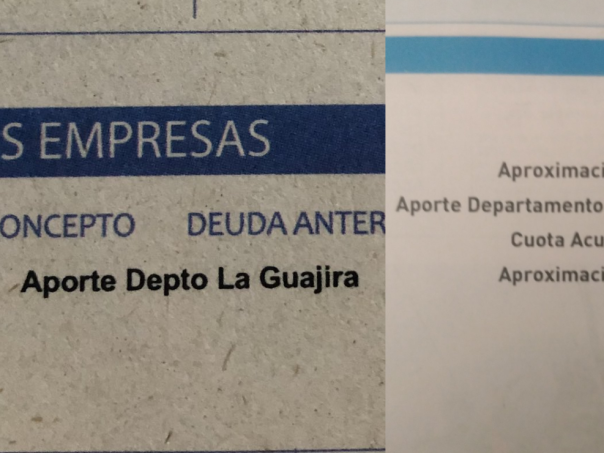 S EMPRESAS
ONCEPTO DEUDA ANTER
Aporte Depto La Guajira
Aproximaci
Aporte Departamento
Cuota Acu
Aproximaci